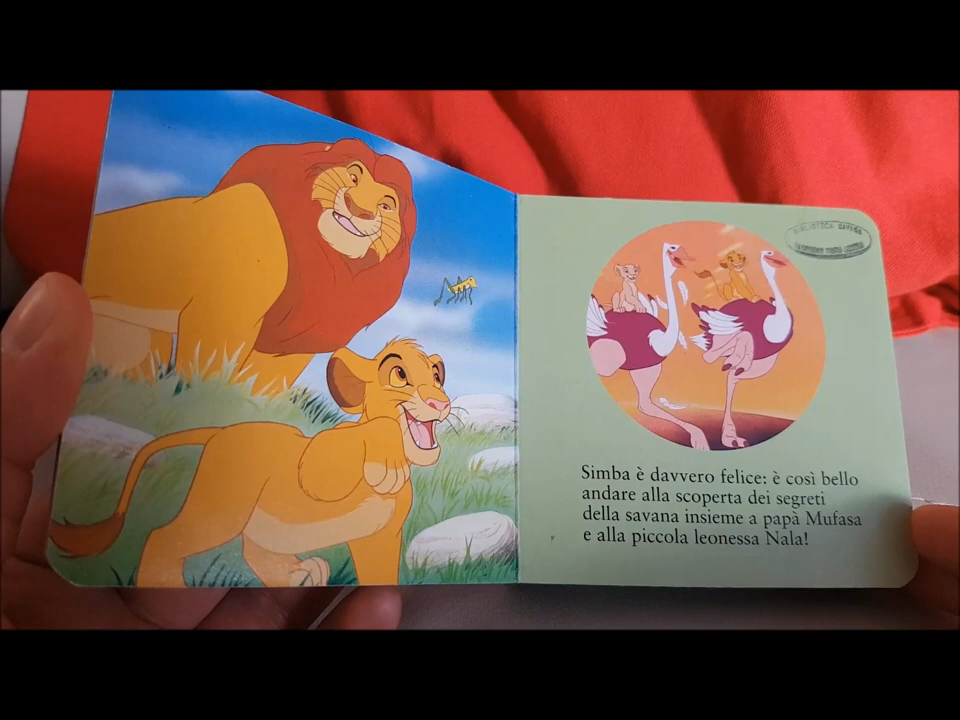 BIBLIOTECA
Simba è davvero felice: è così bello
andare alla scoperta dei segreti
della savana insieme a papà Mufasa
e alla piccola leonessa Nala!